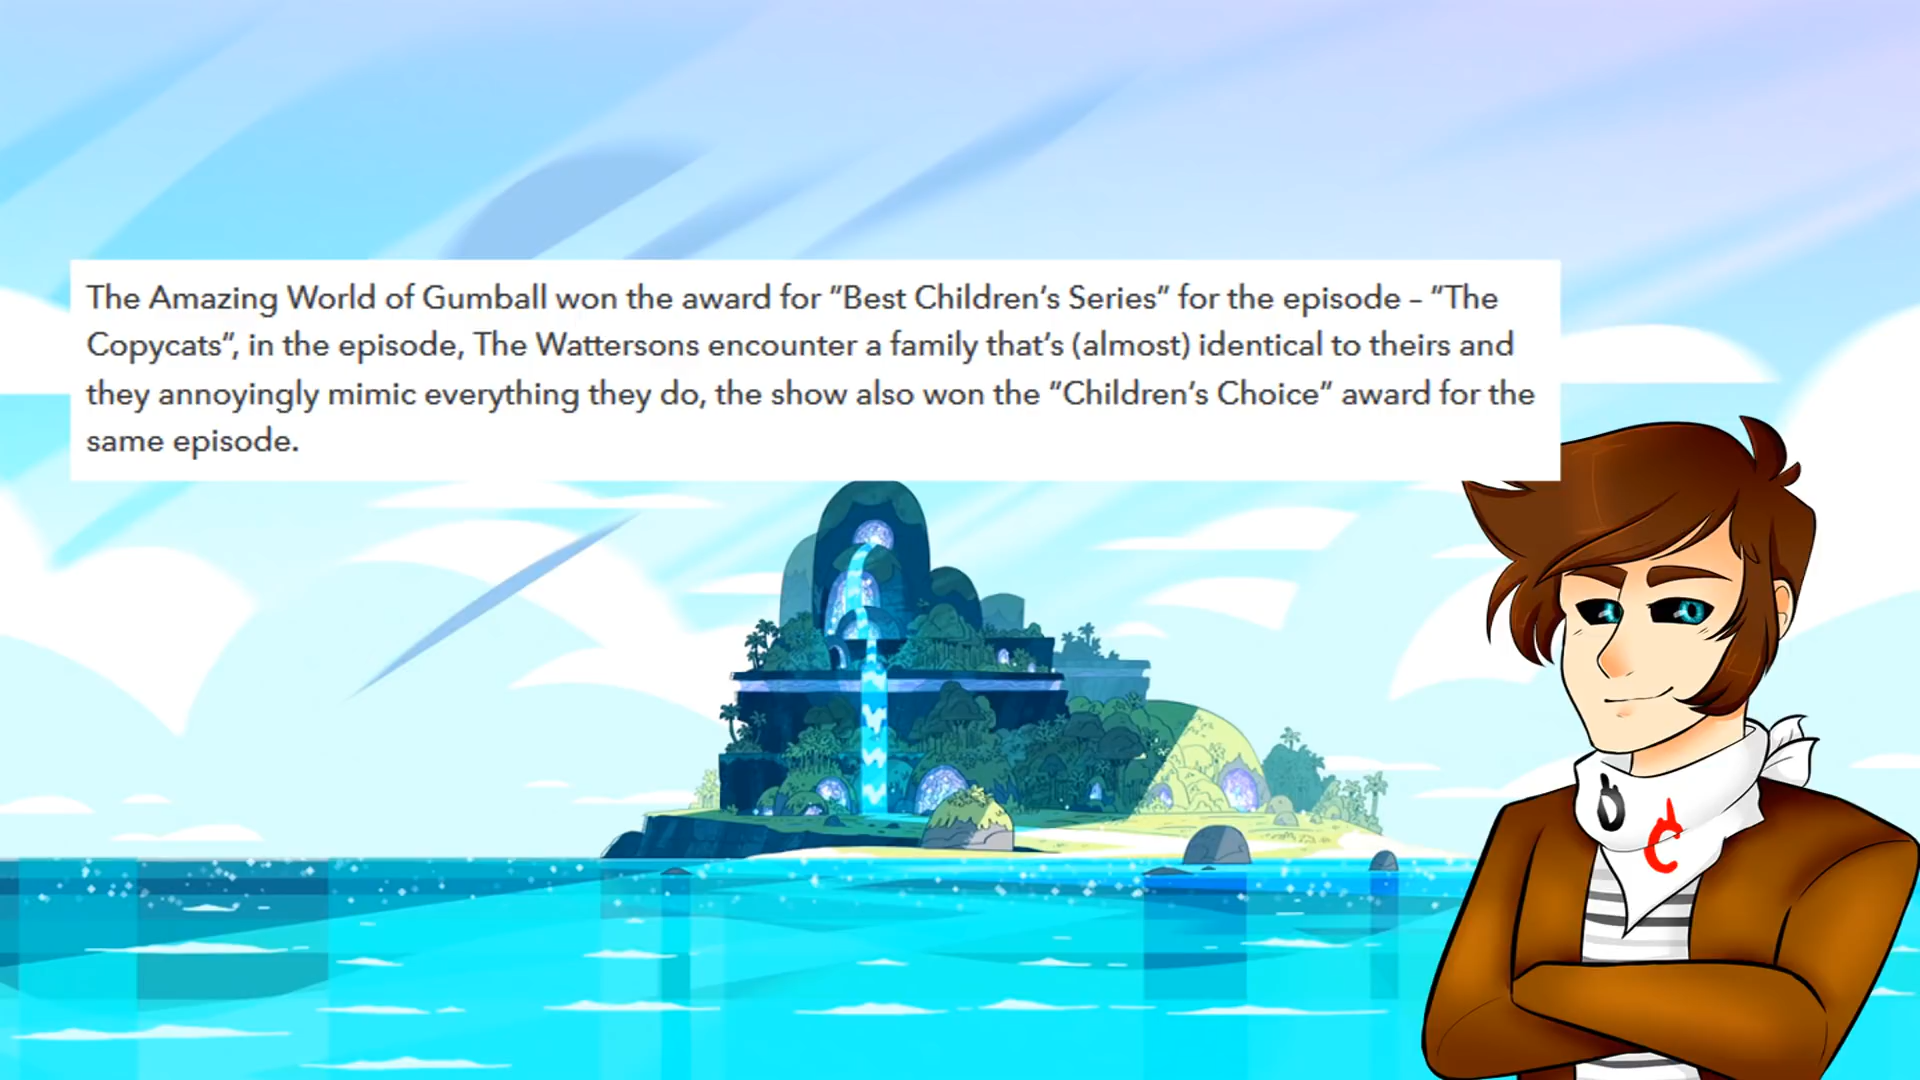 The Amazing World of Gumball won the award for “Best Children’s Series” for the episode – “The
Copycats”, in the episode, The Wattersons encounter a family that’s (almost) identical to theirs and
they annoyingly mimic everything they do, the show also won the “Children’s Choice” award for the
same episode.